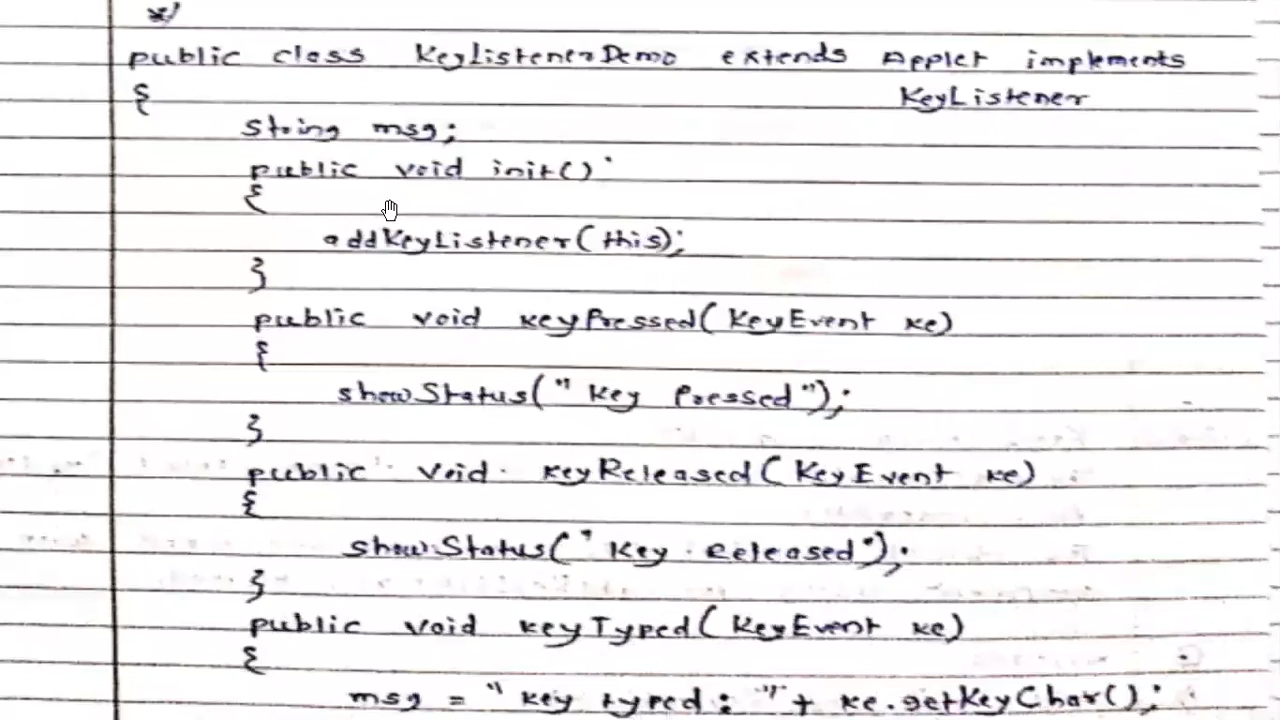 */
public class KeyListenerDemo extends Applet implements
{ KeyListener
String msg;
public void init()
{
addKeyListener(this);
}
public void keyPressed(KeyEvent ke)
{
showStatus(" Key Pressed");
}
public void keyReleased(KeyEvent ke)
{
showStatus(" Key Released");
}
public void keyTyped(KeyEvent ke)
{
msg = "key typed: "+ ke.getKeyChar();